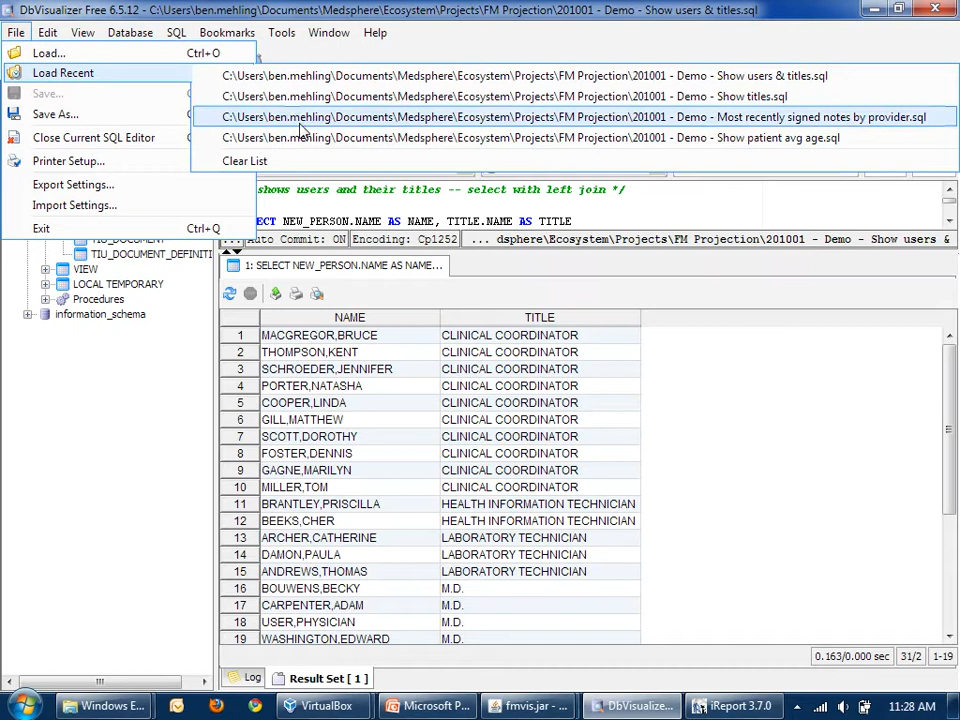 DbVisualizer Free 6.5.12 - C:\Users\ben.mehling\Documents\Medsphere\Ecosystem\Projects\FM Projection\201001 - Demo - Show users & titles.sql
File Edit View Database SQL Bookmarks Tools Window Help
Load... Ctrl+O
Load Recent
C:\Users\ben.mehling\Documents\Medsphere\Ecosystem\Projects\FM Projection\201001 - Demo - Show users & titles.sql
Save...
C:\Users\ben.mehling\Documents\Medsphere\Ecosystem\Projects\FM Projection\201001 - Demo - Show titles.sql
Save As...
C:\Users\ben.mehling\Documents\Medsphere\Ecosystem\Projects\FM Projection\201001 - Demo - Most recently signed notes by provider.sql
Close Current SQL Editor
C:\Users\ben.mehling\Documents\Medsphere\Ecosystem\Projects\FM Projection\201001 - Demo - Show patient avg age.sql
Printer Setup...
Clear List
Export Settings...
shows users and their titles -- select with left join */
Import Settings...
ECT NEW_PERSON.NAME AS NAME, TITLE.NAME AS TITLE
Exit Ctrl+Q
TIU_DOCUMENT
Auto Commit: ON Encoding: Cp1252 ... dsphere\Ecosystem\Projects\FM Projection\201001 - Demo - Show users &
TIU_DOCUMENT_DEFINITI
VIEW
1: SELECT NEW_PERSON.NAME AS NAME...
LOCAL TEMPORARY
Procedures
information_schema
NAME TITLE
1 MACGREGOR,BRUCE CLINICAL COORDINATOR
2 THOMPSON,KENT CLINICAL COORDINATOR
3 SCHROEDER,JENNIFER CLINICAL COORDINATOR
4 PORTER,NATASHA CLINICAL COORDINATOR
5 COOPER,LINDA CLINICAL COORDINATOR
6 GILL,MATTHEW CLINICAL COORDINATOR
7 SCOTT,DOROTHY CLINICAL COORDINATOR
8 FOSTER,DENNIS CLINICAL COORDINATOR
9 GAGNE,MARILYN CLINICAL COORDINATOR
10 MILLER,TOM CLINICAL COORDINATOR
11 BRANTLEY,PRISCILLA HEALTH INFORMATION TECHNICIAN
12 BEEKS,CHER HEALTH INFORMATION TECHNICIAN
13 ARCHER,CATHERINE LABORATORY TECHNICIAN
14 DAMON,PAULA LABORATORY TECHNICIAN
15 ANDREWS,THOMAS LABORATORY TECHNICIAN
16 BOUWENS,BECKY M.D.
17 CARPENTER,ADAM M.D.
18 USER,PHYSICIAN M.D.
19 WASHINGTON,EDWARD M.D.
0.163/0.000 sec 31/2 1-19
Log Result Set [ 1 ]
Windows E... VirtualBox Microsoft P... fmvis.jar - ... DbVisualize... iReport 3.7.0 11:28 AM